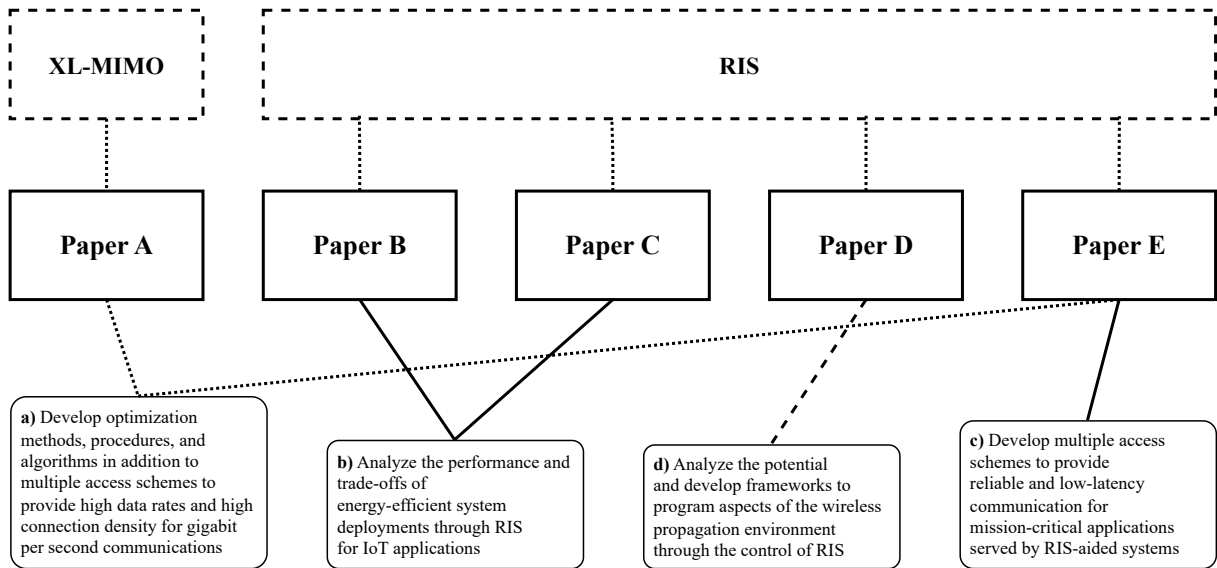 XL-MIMO
RIS
Paper A
Paper B
Paper C
Paper D
Paper E
a) Develop optimization
methods, procedures, and
algorithms in addition to
multiple access schemes to
provide high data rates and high
connection density for gigabit
per second communications
b) Analyze the performance and
trade-offs of
energy-efficient system
deployments through RIS
for IoT applications
d) Analyze the potential
and develop frameworks to
program aspects of the wireless
propagation environment
through the control of RIS
c) Develop multiple access
schemes to provide
reliable and low-latency
communication for
mission-critical applications
served by RIS-aided systems